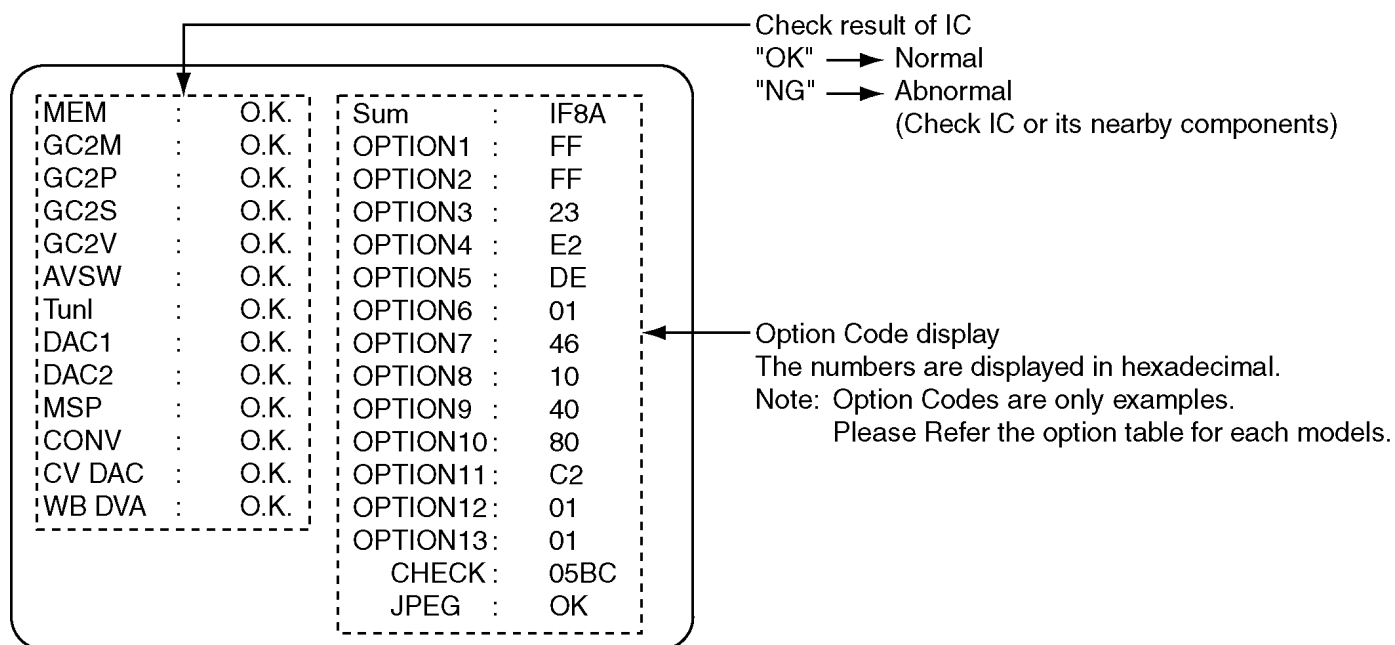 Check result of IC
"OK" → Normal
"NG" → Abnormal
(Check IC or its nearby components)
MEM : O.K.
GC2M : O.K.
GC2P : O.K.
GC2S : O.K.
GC2V : O.K.
AVSW : O.K.
Tunl : O.K.
DAC1 : O.K.
DAC2 : O.K.
MSP : O.K.
CONV : O.K.
CV DAC : O.K.
WB DVA : O.K.
Sum : IF8A
OPTION1 : FF
OPTION2 : FF
OPTION3 : 23
OPTION4 : E2
OPTION5 : DE
OPTION6 : 01
OPTION7 : 46
OPTION8 : 10
OPTION9 : 40
OPTION10: 80
OPTION11: C2
OPTION12: 01
OPTION13: 01
CHECK: 05BC
JPEG : OK
Option Code display
The numbers are displayed in hexadecimal.
Note: Option Codes are only examples.
Please Refer the option table for each models.